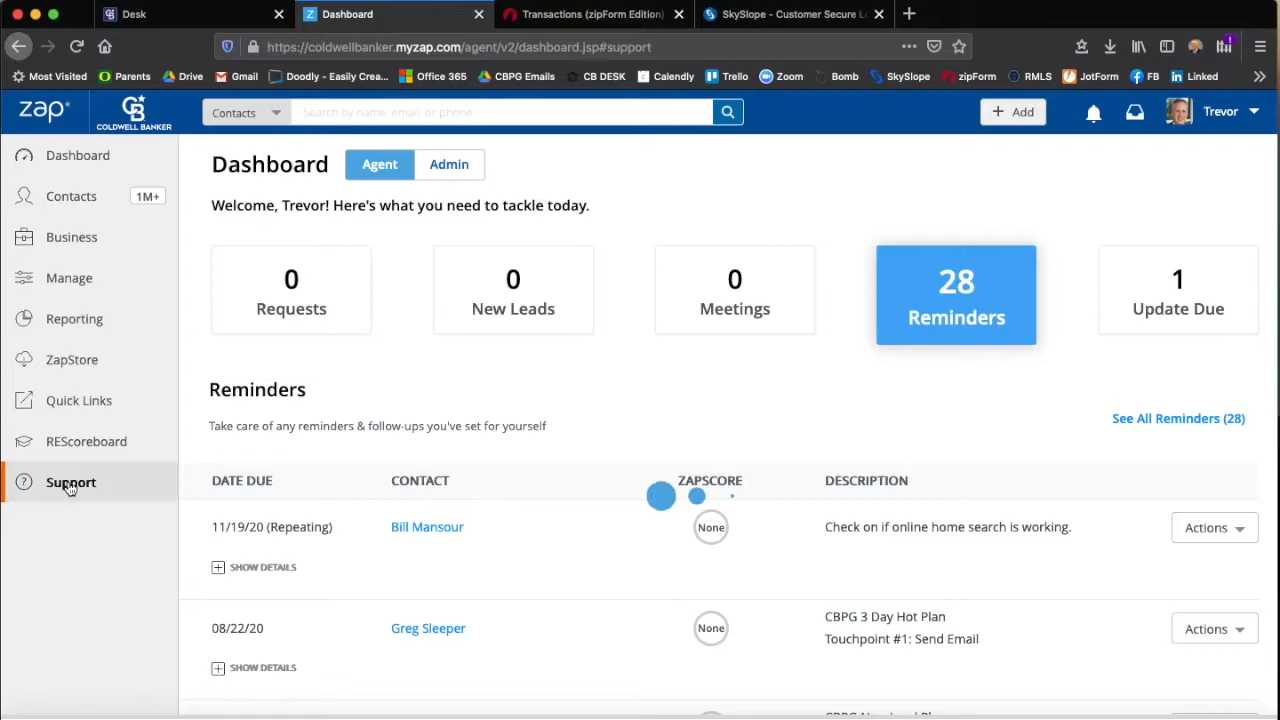 Desk
Dashboard
Transactions (zipForm Edition)
SkySlope - Customer Secure Lo
https://coldwellbanker.myzap.com/agent/v2/dashboard.jsp#support
Most Visited
Parents
Drive
Gmail
Doodly - Easily Crea...
Office 365
CBPG Emails
CB DESK
Calendly
Trello
Zoom
Bomb
SkySlope
zipForm
RMLS
JotForm
FB
Linked
zap
COLDWELL BANKER
Contacts
Search by name, email, or phone
Add
Trevor
Dashboard
Contacts
1M+
Business
Manage
Reporting
ZapStore
Quick Links
REScoreboard
Support
Dashboard
Agent
Admin
Welcome, Trevor! Here's what you need to tackle today.
0
Requests
0
New Leads
0
Meetings
28
Reminders
1
Update Due
Reminders
Take care of any reminders & follow-ups you've set for yourself
See All Reminders (28)
DATE DUE
CONTACT
ZAPSCORE
DESCRIPTION
11/19/20 (Repeating)
Bill Mansour
None
Check on if online home search is working.
Actions
SHOW DETAILS
08/22/20
Greg Sleeper
None
CBPG 3 Day Hot Plan
Touchpoint #1: Send Email
Actions
SHOW DETAILS